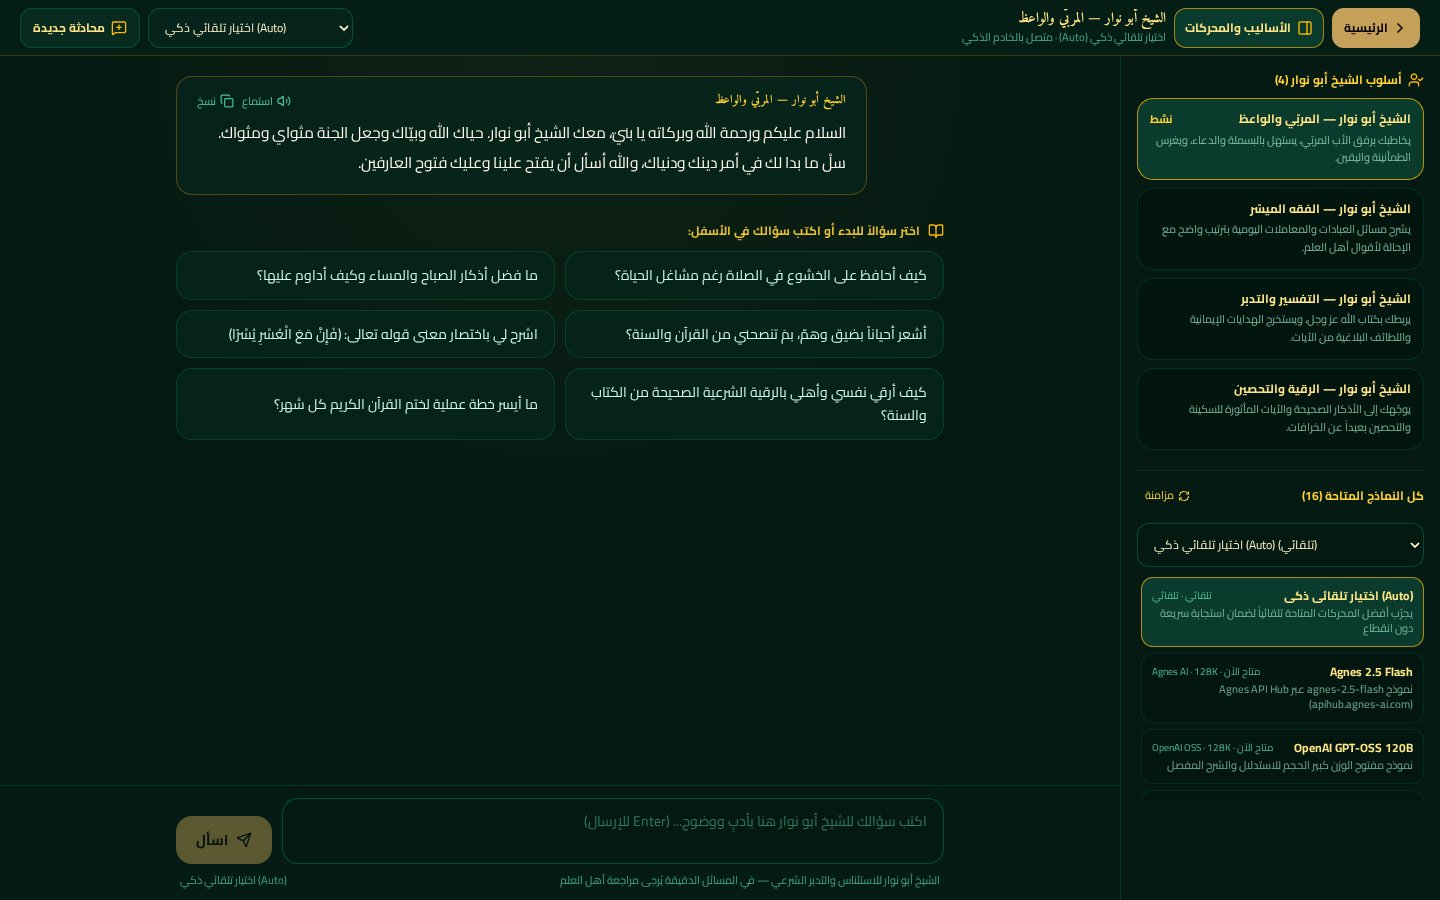 الرئيسية
الأساليب والمحركات
الشيخ أبو نوار — المربّي والواعظ
اختيار تلقائي ذكي (Auto) · متصل بالخادم الذكي
(Auto) اختيار تلقائي ذكي
محادثة جديدة
أسلوب الشيخ أبو نوار (4)
الشيخ أبو نوار — المربّي والواعظ
نشط
يخاطبك برفق الأب المربّي، يستهل بالبسملة والدعاء، ويغرس
الطمأنينة واليقين.
الشيخ أبو نوار — الفقه الميسّر
يشرح مسائل العبادات والمعاملات اليومية بترتيب واضح مع
الإحالة لأقوال أهل العلم.
الشيخ أبو نوار — التفسير والتدبر
يربطك بكتاب الله عز وجل، ويستخرج الهدايات الإيمانية
واللطائف البلاغية من الآيات.
الشيخ أبو نوار — الرقية والتحصين
يوجّهك إلى الأذكار الصحيحة والآيات المأثورة للسكينة
والتحصين بعيداً عن الخرافات.
كل النماذج المتاحة (16)
مزامنة
(تلقائي) (Auto) اختيار تلقائي ذكي
(Auto) اختيار تلقائي ذكي
تلقائي · تلقائي
يجرّب أفضل المحركات المتاحة تلقائياً لضمان استجابة سريعة
دون انقطاع
Agnes 2.5 Flash
متاح الآن · Agnes AI · 128K
نموذج agnes-2.5-flash عبر Agnes API Hub
(apihub.agnes-ai.com)
OpenAI GPT-OSS 120B
متاح الآن · OpenAI OSS · 128K
نموذج مفتوح الوزن كبير الحجم للاستدلال والشرح المفصل
الشيخ أبو نوار — المربّي والواعظ
استماع
نسخ
السلام عليكم ورحمة الله وبركاته يا بنيّ، معك الشيخ أبو نوار. حياك الله وبيّاك وجعل الجنة مثواي ومثواك.
سلْ ما بدا لك في أمر دينك ودنياك، والله أسأل أن يفتح علينا وعليك فتوح العارفين.
اختر سؤالاً للبدء أو اكتب سؤالك في الأسفل:
كيف أحافظ على الخشوع في الصلاة رغم مشاغل الحياة؟
ما فضل أذكار الصباح والمساء وكيف أداوم عليها؟
أشعر أحياناً بضيق وهمّ، بمَ تنصحني من القرآن والسنة؟
اشرح لي باختصار معنى قوله تعالى: (فَإِنَّ مَعَ الْعُسْرِ يُسْرًا)
كيف أرقي نفسي وأهلي بالرقية الشرعية الصحيحة من الكتاب
والسنة؟
ما أيسر خطة عملية لختم القرآن الكريم كل شهر؟
اكتب سؤالك للشيخ أبو نوار هنا بأدبٍ ووضوح... (Enter للإرسال)
اسأل
الشيخ أبو نوار للاستئناس والتدبر الشرعي — في المسائل الدقيقة يُرجى مراجعة أهل العلم
(Auto) اختيار تلقائي ذكي